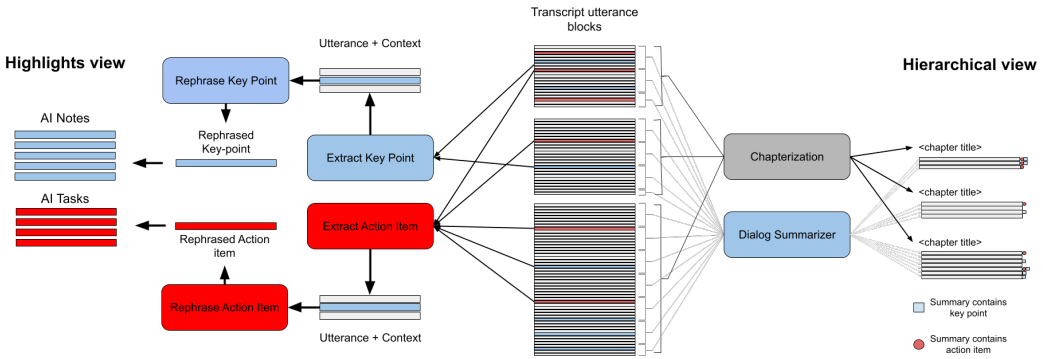 Transcript utterance
blocks
Utterance + Context
Highlights view
Rephrase Key Point
Hierarchical view
AI Notes
Rephrased
Key-point
Extract Key Point
Chapterization
<chapter title>
AI Tasks
<chapter title>
Extract Action Item
Dialog Summarizer
Rephrased Action
item
<chapter title>
Rephrase Action Item
Summary contains
key point
Utterance + Context
Summary contains
action item